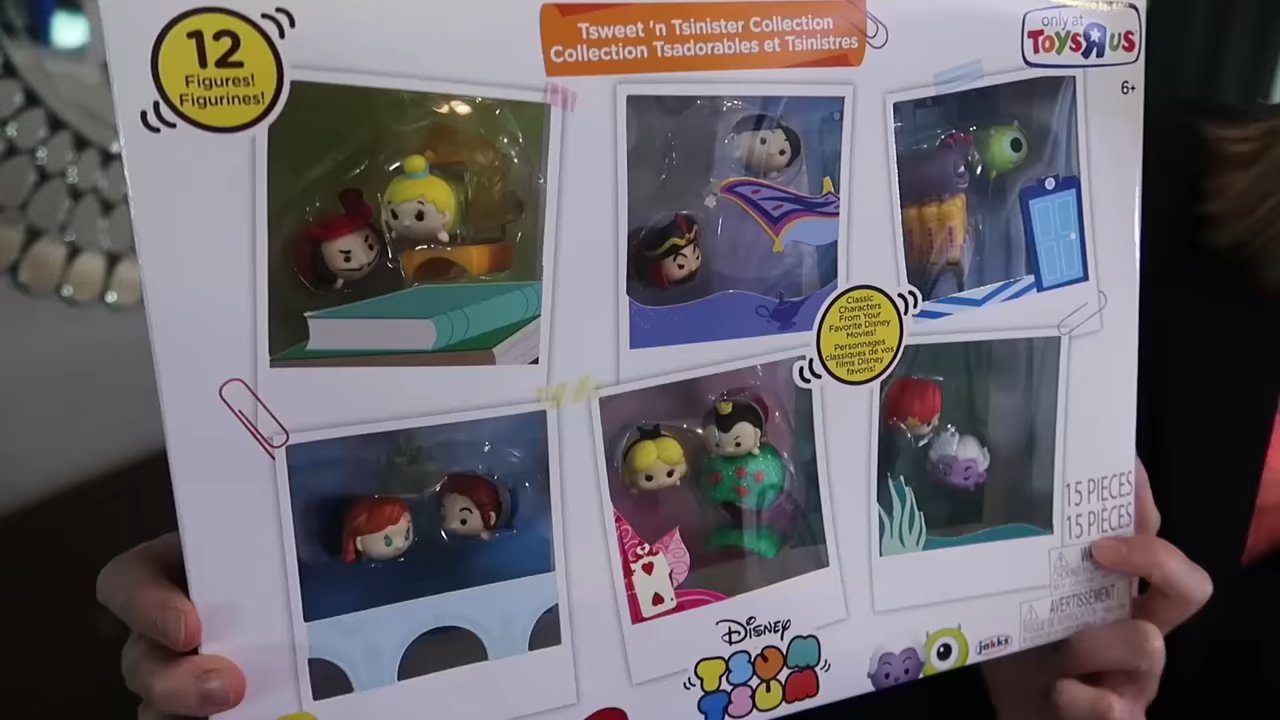 12
Figures!
Figurines!
Tsweet 'n Tsinister Collection
Collection Tsadorables et Tsinistres
only at
ToysRus
6+
Classic
Characters
From Your
Favorite Disney
Movies!
Personnages
classiques de vos
films Disney
favoris!
15 PIECES
15 PIÈCES
AVERTISSEMENT
Disney
TSUM
TSUM
jakks